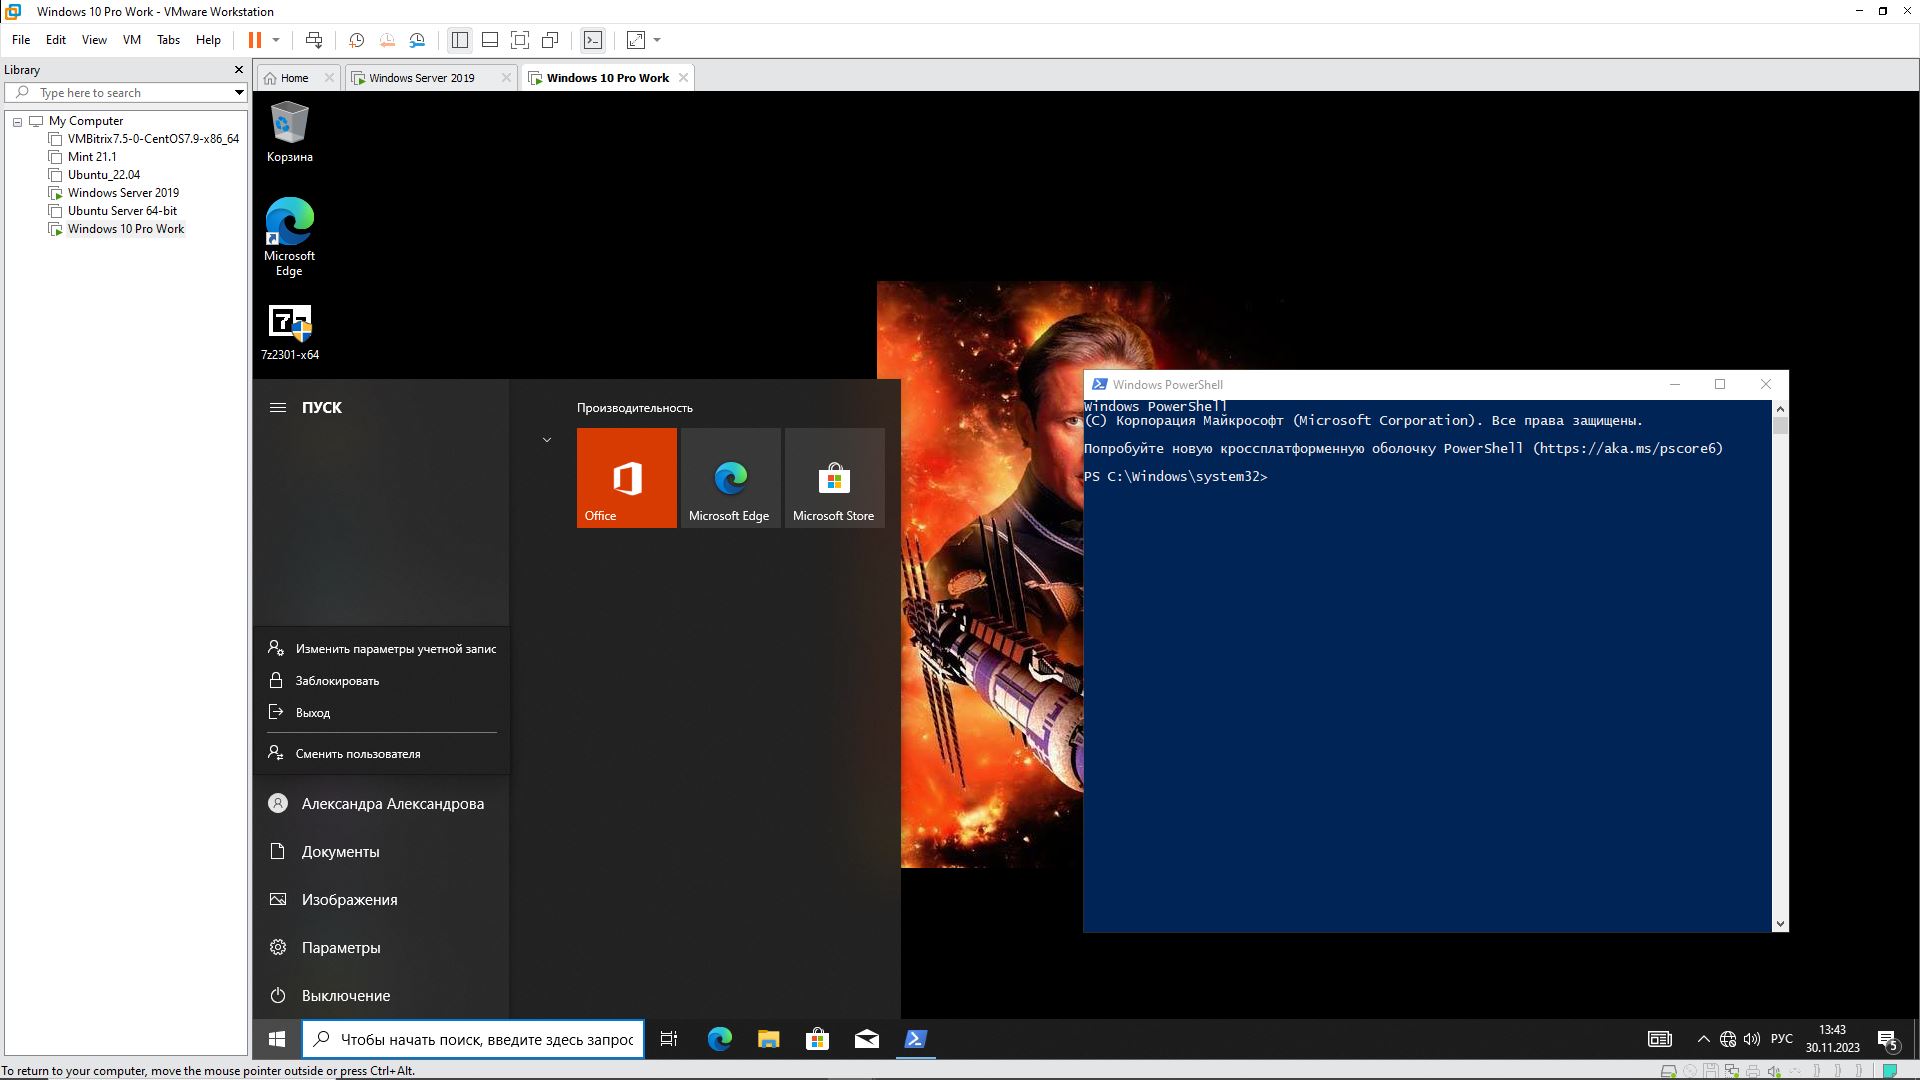 Windows 10 Pro Work - VMware Workstation
File Edit View VM Tabs Help
Library
Type here to search
My Computer
VMBitrix7.5-0-CentOS7.9-x86_64
Mint 21.1
Ubuntu_22.04
Windows Server 2019
Ubuntu Server 64-bit
Windows 10 Pro Work
Home
Windows Server 2019
Windows 10 Pro Work
Корзина
Microsoft
Edge
7z2301-x64
ПУСК
Изменить параметры учетной запис
Заблокировать
Выход
Сменить пользователя
Александра Александрова
Документы
Изображения
Параметры
Выключение
Производительность
Office
Microsoft Edge
Microsoft Store
Windows PowerShell
Windows PowerShell
(C) Корпорация Майкрософт (Microsoft Corporation). Все права защищены.
Попробуйте новую кроссплатформенную оболочку PowerShell (https://aka.ms/pscore6)
PS C:\Windows\system32>
Чтобы начать поиск, введите здесь запрос
РУС
13:43
30.11.2023
5
To return to your computer, move the mouse pointer outside or press Ctrl+Alt.